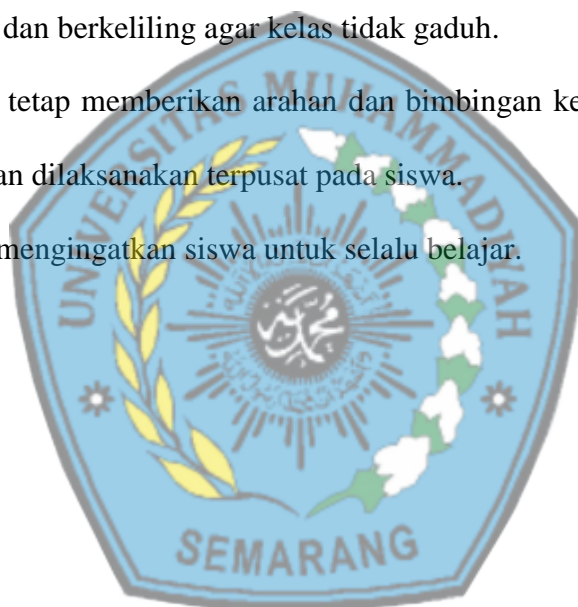 dan berkeliling agar kelas tidak gaduh.
tetap memberikan arahan dan bimbingan ke
an dilaksanakan terpusat pada siswa.
mengingatkan siswa untuk selalu belajar.
UNIVERSITAS MUHAMMADIYAH
SEMARANG